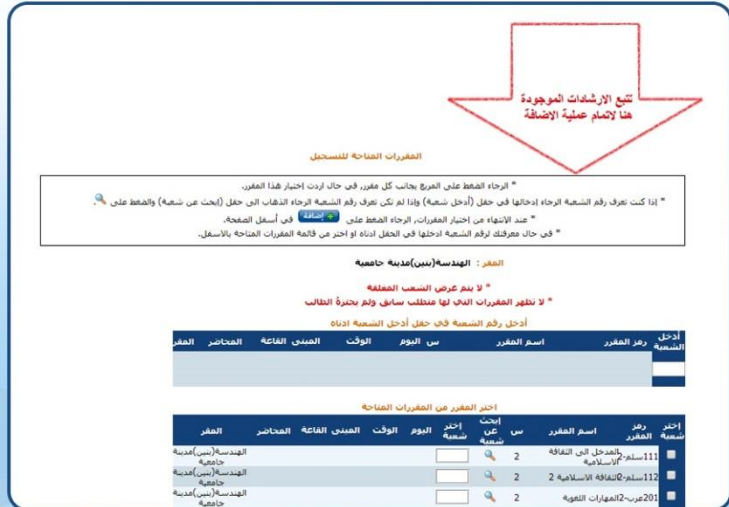 تتبع الارشادات الموجودة
هنا لاتمام عملية الاضافة
المقررات المتاحة للتسجيل
* الرجاء الضغط على المربع بجانب كل مقرر, في حال اردت إختيار هذا المقرر.
* إذا كنت تعرف رقم الشعبة الرجاء إدخالها في حقل (أدخل شعبة) وإذا لم تكن تعرف رقم الشعبة الرجاء الذهاب الى حقل (إبحث عن شعبة) والضغط على .
* عند الانتهاء من اختيار المقررات, الرجاء الضغط على إضافة في أسفل الصفحة.
* في حال معرفتك لرقم الشعبة ادخلها في الحقل ادناه او اختر من قائمة المقررات المتاحة بالاسفل.
المقر : الهندسة(بنين)مدينة جامعية
* لا يتم عرض الشعب المغلقة
* لا تظهر المقررات التي لها متطلب سابق ولم يجتزة الطالب
أدخل رقم الشعبة في حقل أدخل الشعبة ادناه
أدخل الشعبة رمز المقرر اسم المقرر س اليوم الوقت المبنى القاعة المحاضر المقر
اختر المقرر من المقررات المتاحة
إختر شعبة رمز المقرر اسم المقرر س إبحث عن شعبة إختر شعبة اليوم الوقت المبنى القاعة المحاضر المقر
111سلم-2 المدخل الى الثقافة الاسلامية 2 الهندسة(بنين)مدينة جامعية
112سلم-2 الثقافة الاسلامية 2 2 الهندسة(بنين)مدينة جامعية
201عرب-2 المهارات اللغوية 2 الهندسة(بنين)مدينة جامعية